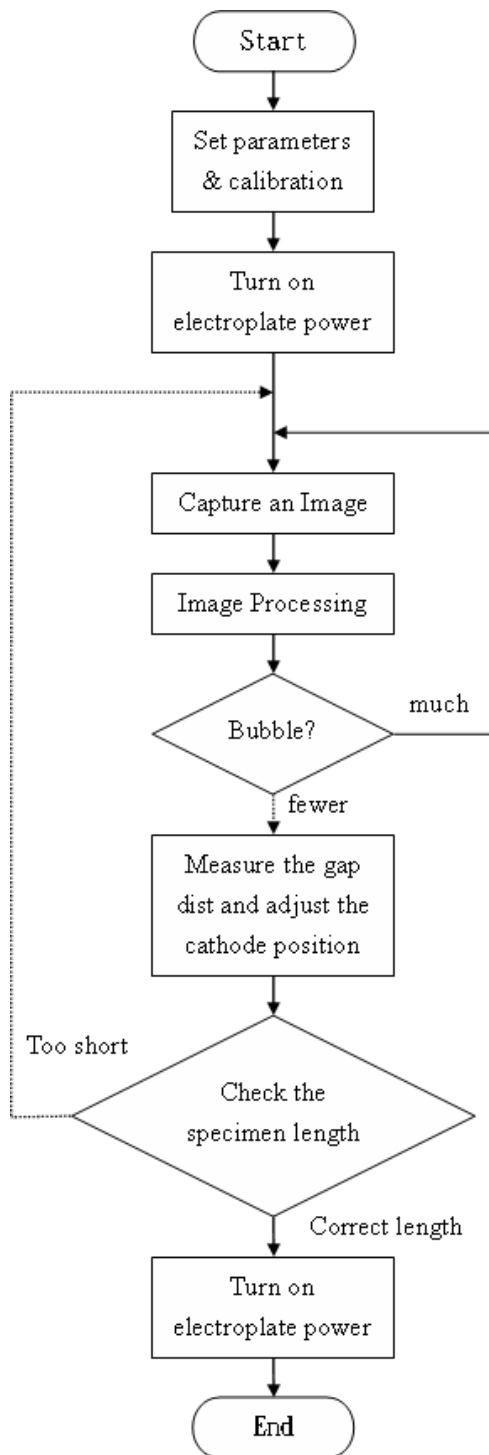 Start
Set parameters
& calibration
Turn on
electroplate power
Capture an Image
Image Processing
Bubble?
much
fewer
Measure the gap
dist and adjust the
cathode position
Too short
Check the
specimen length
Correct length
Turn on
electroplate power
End